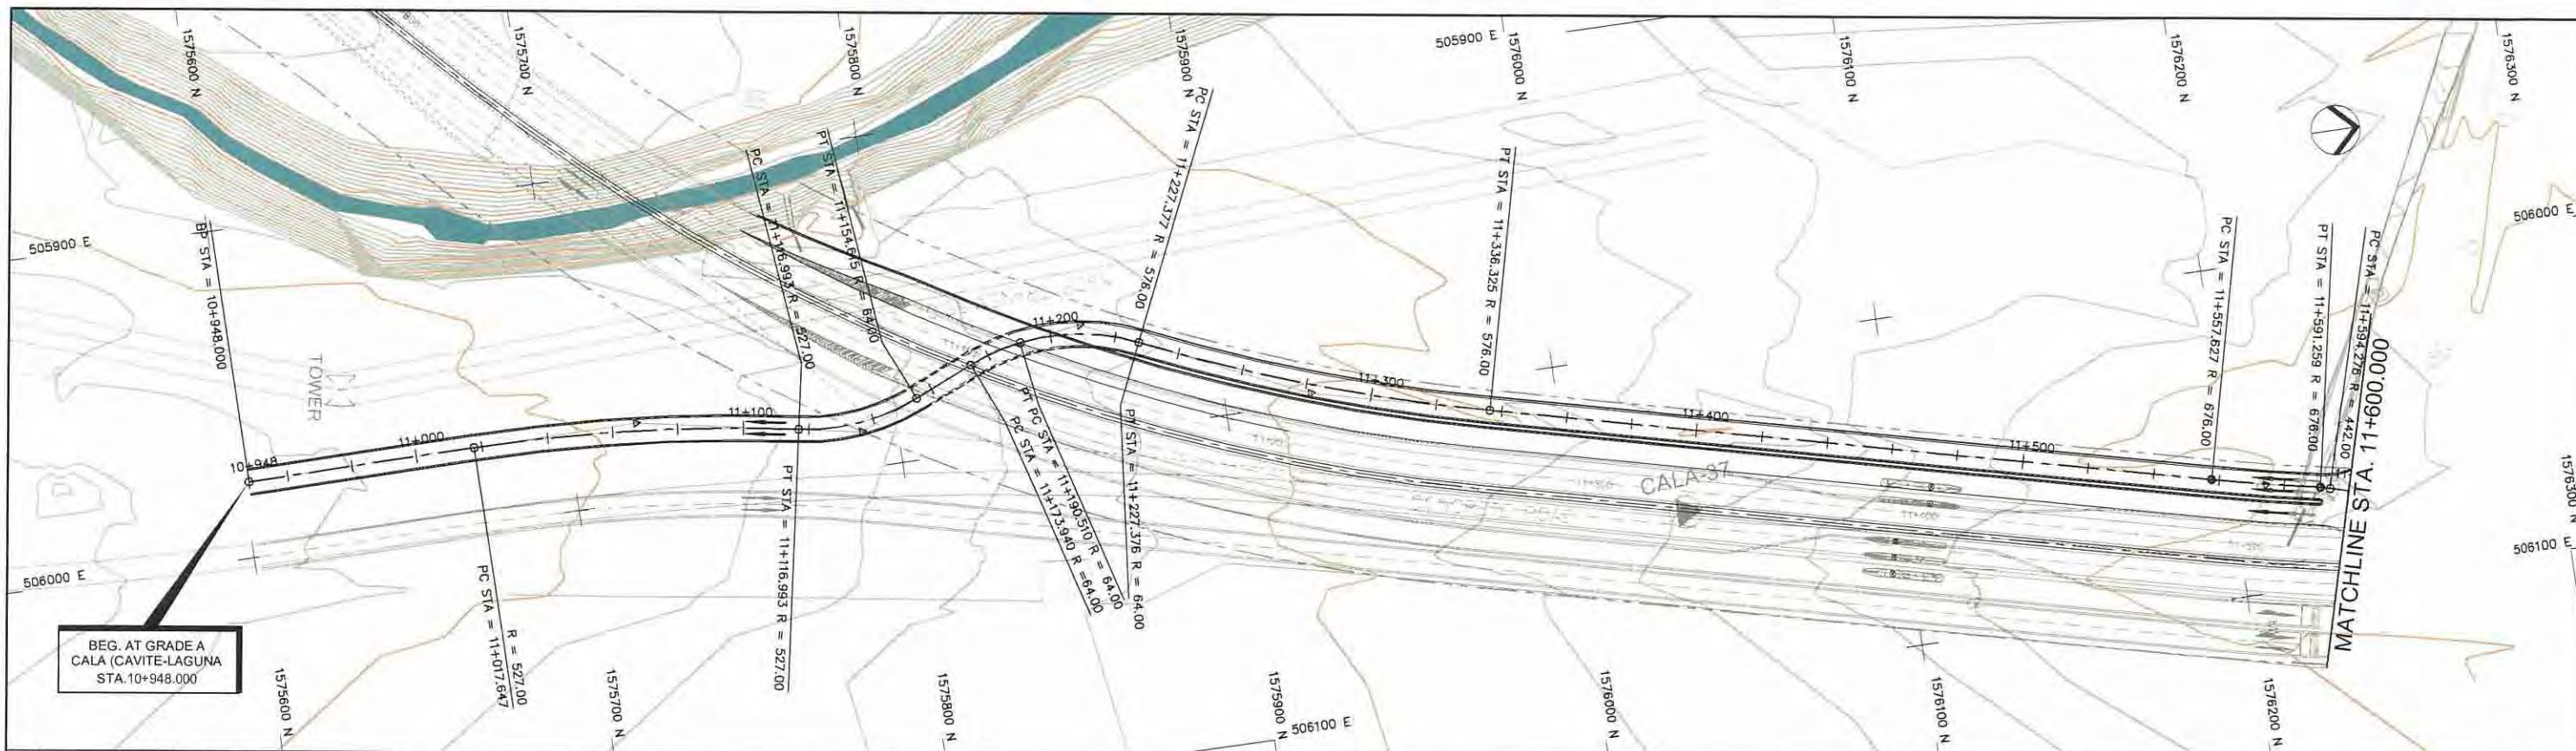 1575600 N
1575700 N
1575800 N
1575900 N
505900 E
1576000 N
1576100 N
1576200 N
1576300 N
505900 E
506000 E
BP STA = 10+948.000
PC STA = 11+116.993 R = 527.00
PT STA = 11+154.615 R = 64.00
PC STA = 11+227.377 R = 576.00
PT STA = 11+336.325 R = 576.00
PC STA = 11+557.627 R = 676.00
PT STA = 11+591.259 R = 676.00
PC STA = 11+594.276 R = 442.00
TOWER
10+948
11+000
11+100
11+200
11+300
11+400
11+500
CALA-37
MATCHLINE STA. 11+600.000
PC STA = 11+017.647
R = 527.00
PT STA = 11+116.993 R = 527.00
PC STA = 11+173.940 R =64.00
PT PC STA = 11+190.510 R = 64.00
PT STA = 11+227.376 R = 64.00
506000 E
506100 E
BEG. AT GRADE A
CALA (CAVITE-LAGUNA
STA.10+948.000
1575600 N
1575700 N
1575800 N
1575900 N
506100 E
1576000 N
1576100 N
1576200 N
1576300 N